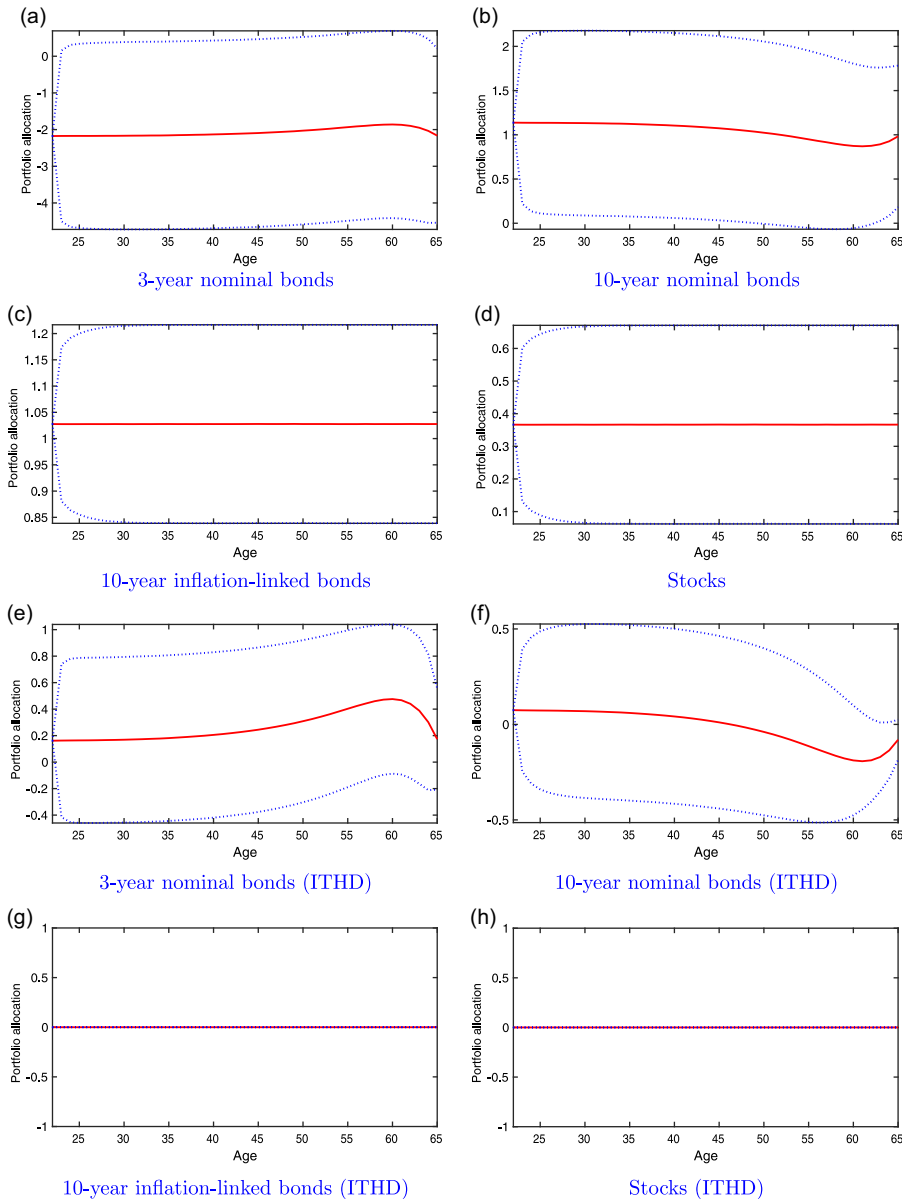 (a)
0
-1
-2
-3
-4
Portfolio allocation
25 30 35 40 45 50 55 60 65
Age
3-year nominal bonds
(b)
2
1.5
1
0.5
0
Portfolio allocation
25 30 35 40 45 50 55 60 65
Age
10-year nominal bonds
(c)
1.2
1.15
1.1
1.05
1
0.95
0.9
0.85
Portfolio allocation
25 30 35 40 45 50 55 60 65
Age
10-year inflation-linked bonds
(d)
0.6
0.5
0.4
0.3
0.2
0.1
Portfolio allocation
25 30 35 40 45 50 55 60 65
Age
Stocks
(e)
1
0.8
0.6
0.4
0.2
0
-0.2
-0.4
Portfolio allocation
25 30 35 40 45 50 55 60 65
Age
3-year nominal bonds (ITHD)
(f)
0.5
0
-0.5
Portfolio allocation
25 30 35 40 45 50 55 60 65
Age
10-year nominal bonds (ITHD)
(g)
1
0.5
0
-0.5
-1
Portfolio allocation
25 30 35 40 45 50 55 60 65
Age
10-year inflation-linked bonds (ITHD)
(h)
1
0.5
0
-0.5
-1
Portfolio allocation
25 30 35 40 45 50 55 60 65
Age
Stocks (ITHD)